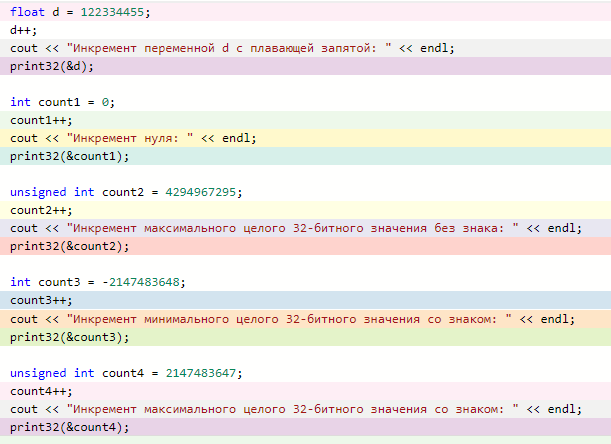 float d = 122334455;
d++;
cout << "Инкремент переменной d с плавающей запятой: " << endl;
print32(&d);
int count1 = 0;
count1++;
cout << "Инкремент нуля: " << endl;
print32(&count1);
unsigned int count2 = 4294967295;
count2++;
cout << "Инкремент максимального целого 32-битного значения без знака: " << endl;
print32(&count2);
int count3 = -2147483648;
count3++;
cout << "Инкремент минимального целого 32-битного значения со знаком: " << endl;
print32(&count3);
unsigned int count4 = 2147483647;
count4++;
cout << "Инкремент максимального целого 32-битного значения со знаком: " << endl;
print32(&count4);